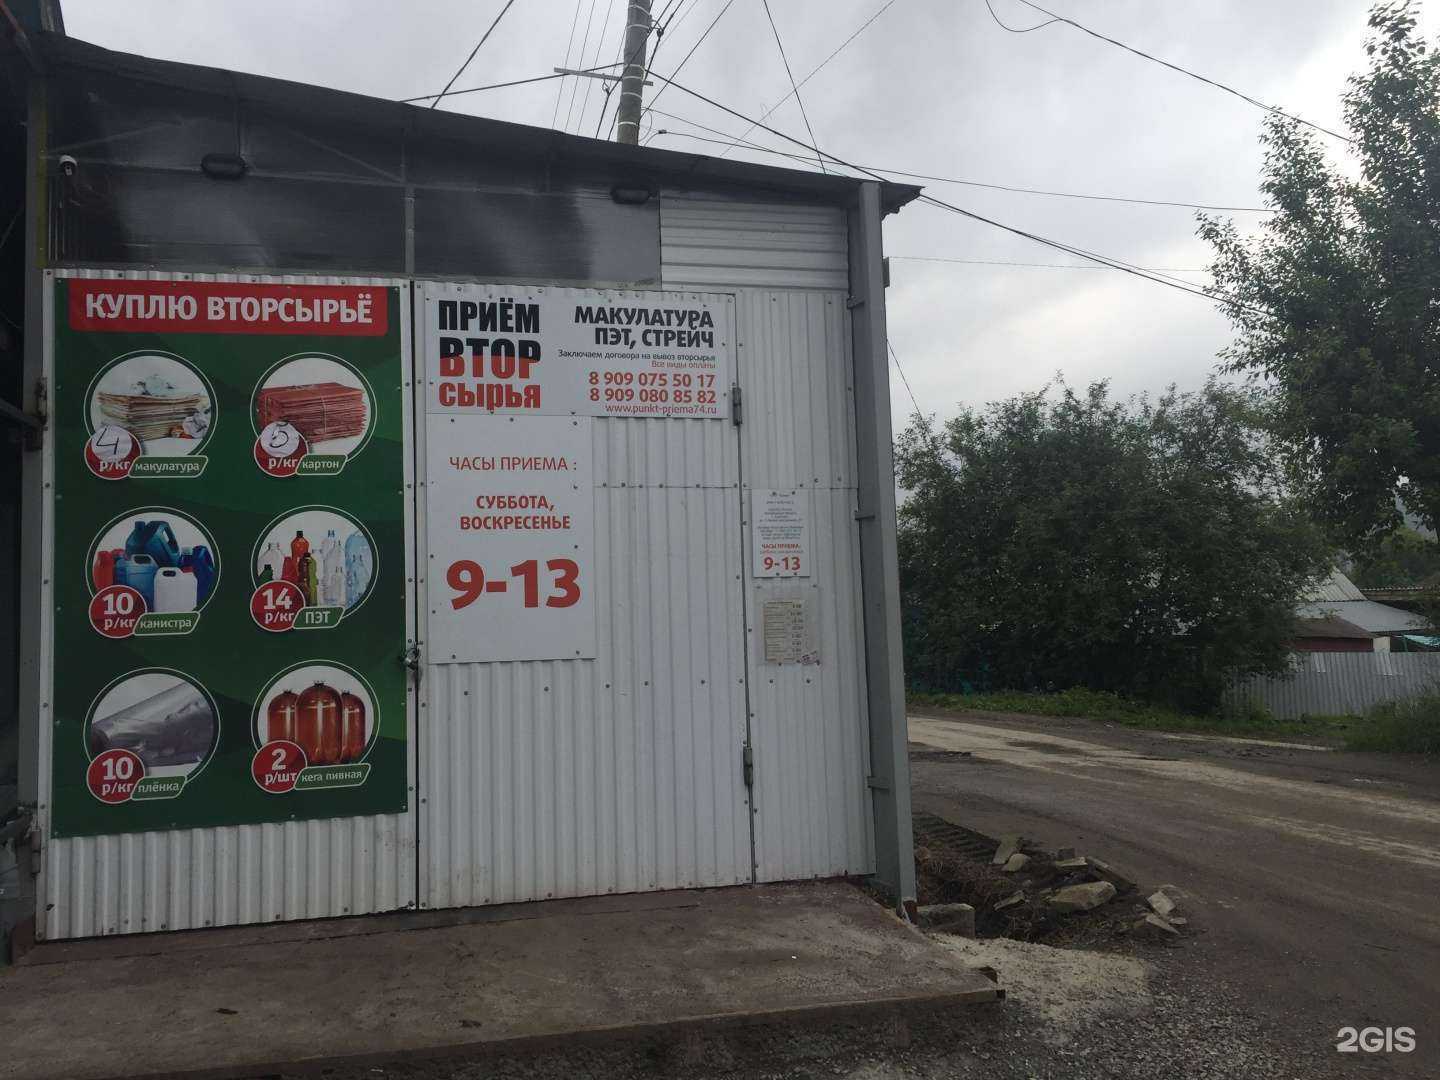 КУПЛЮ ВТОРСЫРЬЁ
4
р/кг макулатура
5
р/кг картон
10
р/кг канистра
14
р/кг ПЭТ
10
р/кг плёнка
2
р/шт кега пивная
ПРИЁМ
ВТОР
сырья
МАКУЛАТУРА
ПЭТ, СТРЕЙЧ
Заключаем договора на вывоз вторсырья
Все виды оплаты
8 909 075 50 17
8 909 080 85 82
www.punkt-priema74.ru
ЧАСЫ ПРИЕМА :
СУББОТА,
ВОСКРЕСЕНЬЕ
9-13
ЧАСЫ ПРИЕМА:
9-13
2GIS